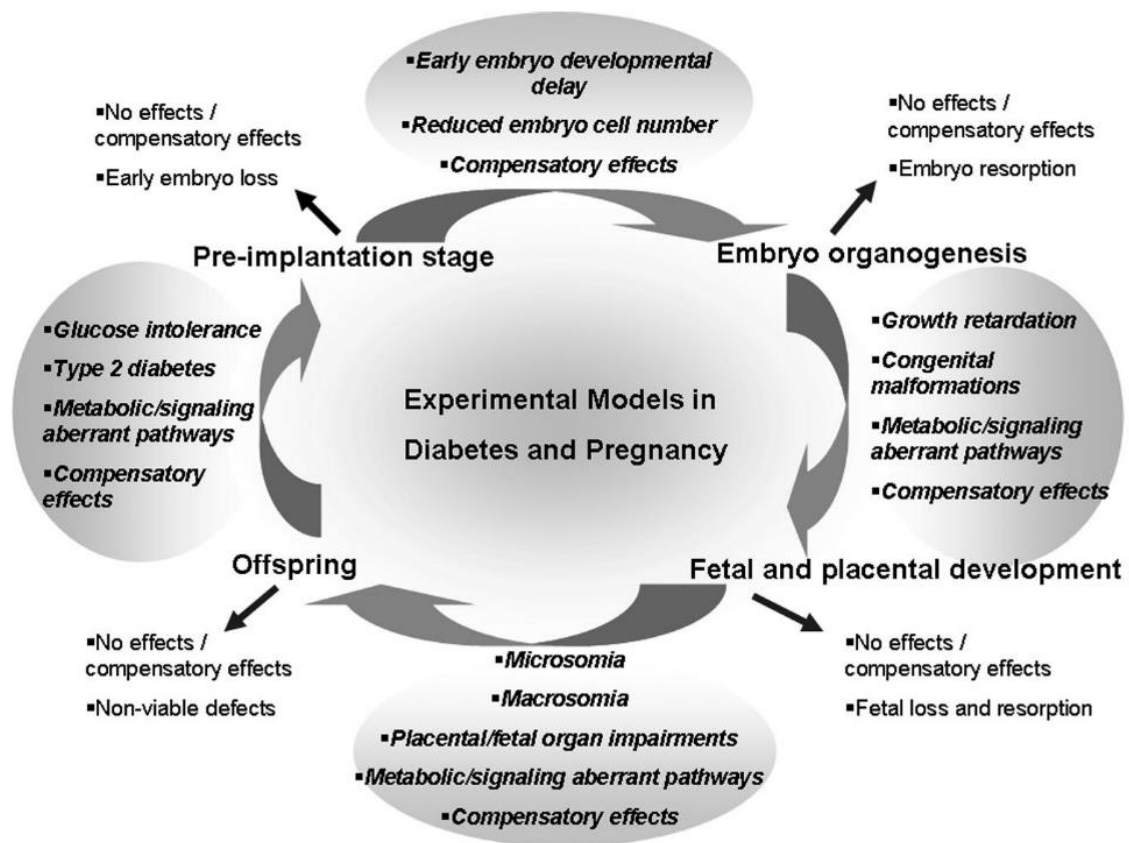 ▪Early embryo developmental
delay
▪Reduced embryo cell number
▪Compensatory effects
▪No effects /
compensatory effects
▪Early embryo loss
▪No effects /
compensatory effects
▪Embryo resorption
Pre-implantation stage
Embryo organogenesis
▪Glucose intolerance
▪Type 2 diabetes
▪Metabolic/signaling
aberrant pathways
▪Compensatory
effects
Experimental Models in
Diabetes and Pregnancy
▪Growth retardation
▪Congenital
malformations
▪Metabolic/signaling
aberrant pathways
▪Compensatory effects
Offspring
Fetal and placental development
▪No effects /
compensatory effects
▪Non-viable defects
▪Microsomia
▪Macrosomia
▪Placental/fetal organ impairments
▪Metabolic/signaling aberrant pathways
▪Compensatory effects
▪No effects /
compensatory effects
▪Fetal loss and resorption